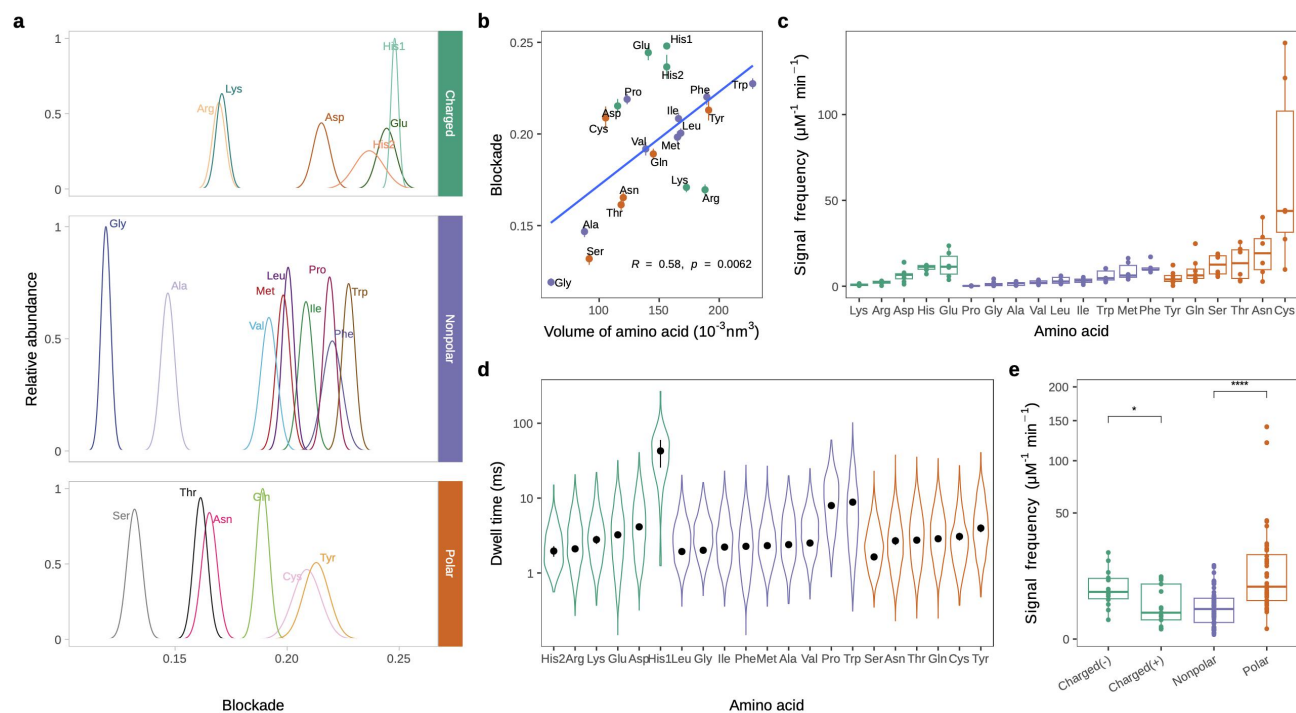 a
Relative abundance
1
0.5
0
His1
Lys
Arg
Asp
Glu
His2
Charged
1
0.5
0
Gly
Ala
Leu
Met
Pro
Val
Ile
Trp
Phe
Nonpolar
1
0.5
0
Ser
Thr
Asn
Gln
Cys
Tyr
Polar
0.15
0.20
0.25
Blockade
b
Blockade
0.25
0.20
0.15
Glu
His1
His2
Pro
Phe
Trp
Asp
Cys
Ile
Tyr
Leu
Val
Met
Gln
Lys
Arg
Asn
Thr
Ala
Ser
Gly
R = 0.58, p = 0.0062
100
150
200
Volume of amino acid (10⁻³nm³)
c
Signal frequency (μM⁻¹ min⁻¹)
100
50
0
Lys Arg Asp His Glu Pro Gly Ala Val Leu Ile Trp Met Phe Tyr Gln Ser Thr Asn Cys
Amino acid
d
Dwell time (ms)
100
10
1
His2 Arg Lys Glu Asp His1 Leu Gly Ile Phe Met Ala Val Pro Trp Ser Asn Thr Gln Cys Tyr
Amino acid
e
Signal frequency (μM⁻¹ min⁻¹)
200
150
100
50
0
*
****
Charged(-)
Charged(+)
Nonpolar
Polar